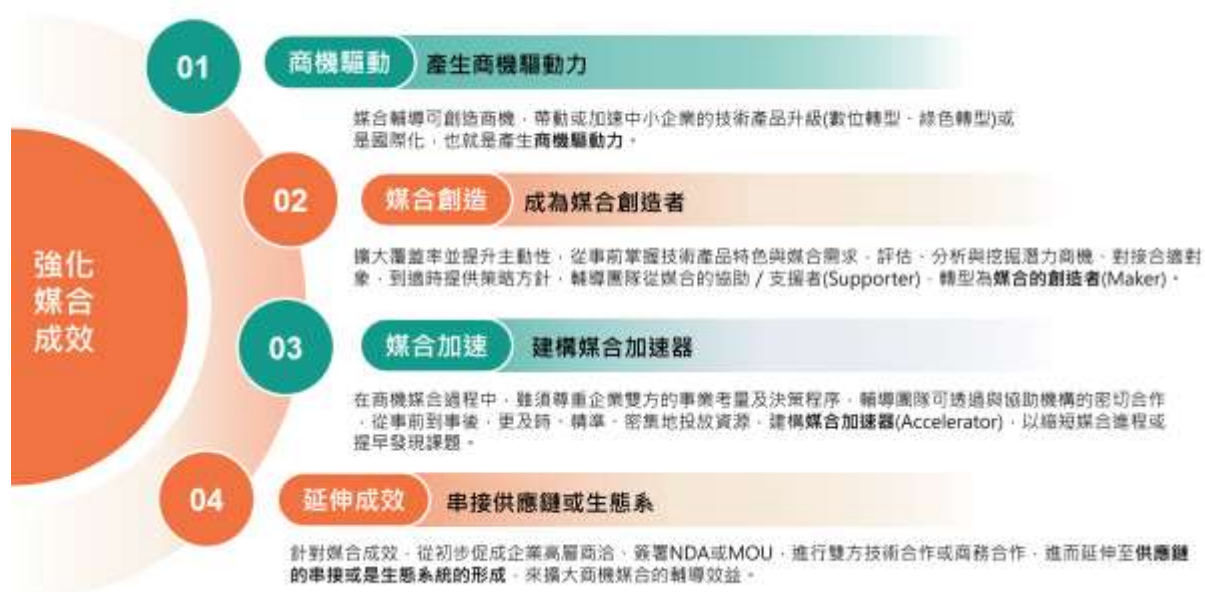 強化
媒合
成效
01
商機驅動
產生商機驅動力
媒合輔導可創造商機，帶動或加速中小企業的技術產品升級(數位轉型、綠色轉型)或
是國際化，也就是產生商機驅動力。
02
媒合創造
成為媒合創造者
擴大覆蓋率並提升主動性，從事前掌握技術產品特色與媒合需求，評估、分析與挖掘潛力商機、對接合適對
象，到適時提供策略方針，輔導團隊從媒合的協助／支援者(Supporter)，轉型為媒合的創造者(Maker)。
03
媒合加速
建構媒合加速器
在商機媒合過程中，雖須尊重企業雙方的事業考量及決策程序，輔導團隊可透過與協助機構的密切合作
，從事前到事後，更及時、精準、密集地投放資源，建構媒合加速器(Accelerator)，以縮短媒合進程或
提早發現課題。
04
延伸成效
串接供應鏈或生態系
針對媒合成效，從初步促成企業高層商洽、簽署NDA或MOU，進行雙方技術合作或商務合作，進而延伸至供應鏈
的串接或是生態系統的形成，來擴大商機媒合的輔導效益。